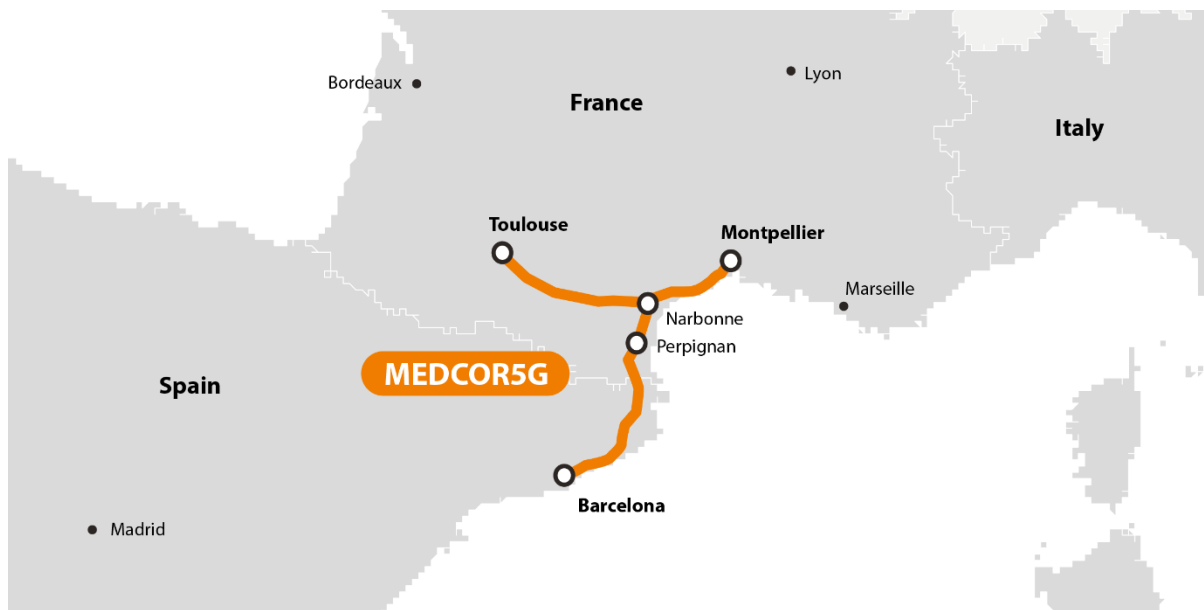 Lyon
Bordeaux
France
Italy
Toulouse
Montpellier
Marseille
Narbonne
Perpignan
MEDCOR5G
Spain
Barcelona
Madrid